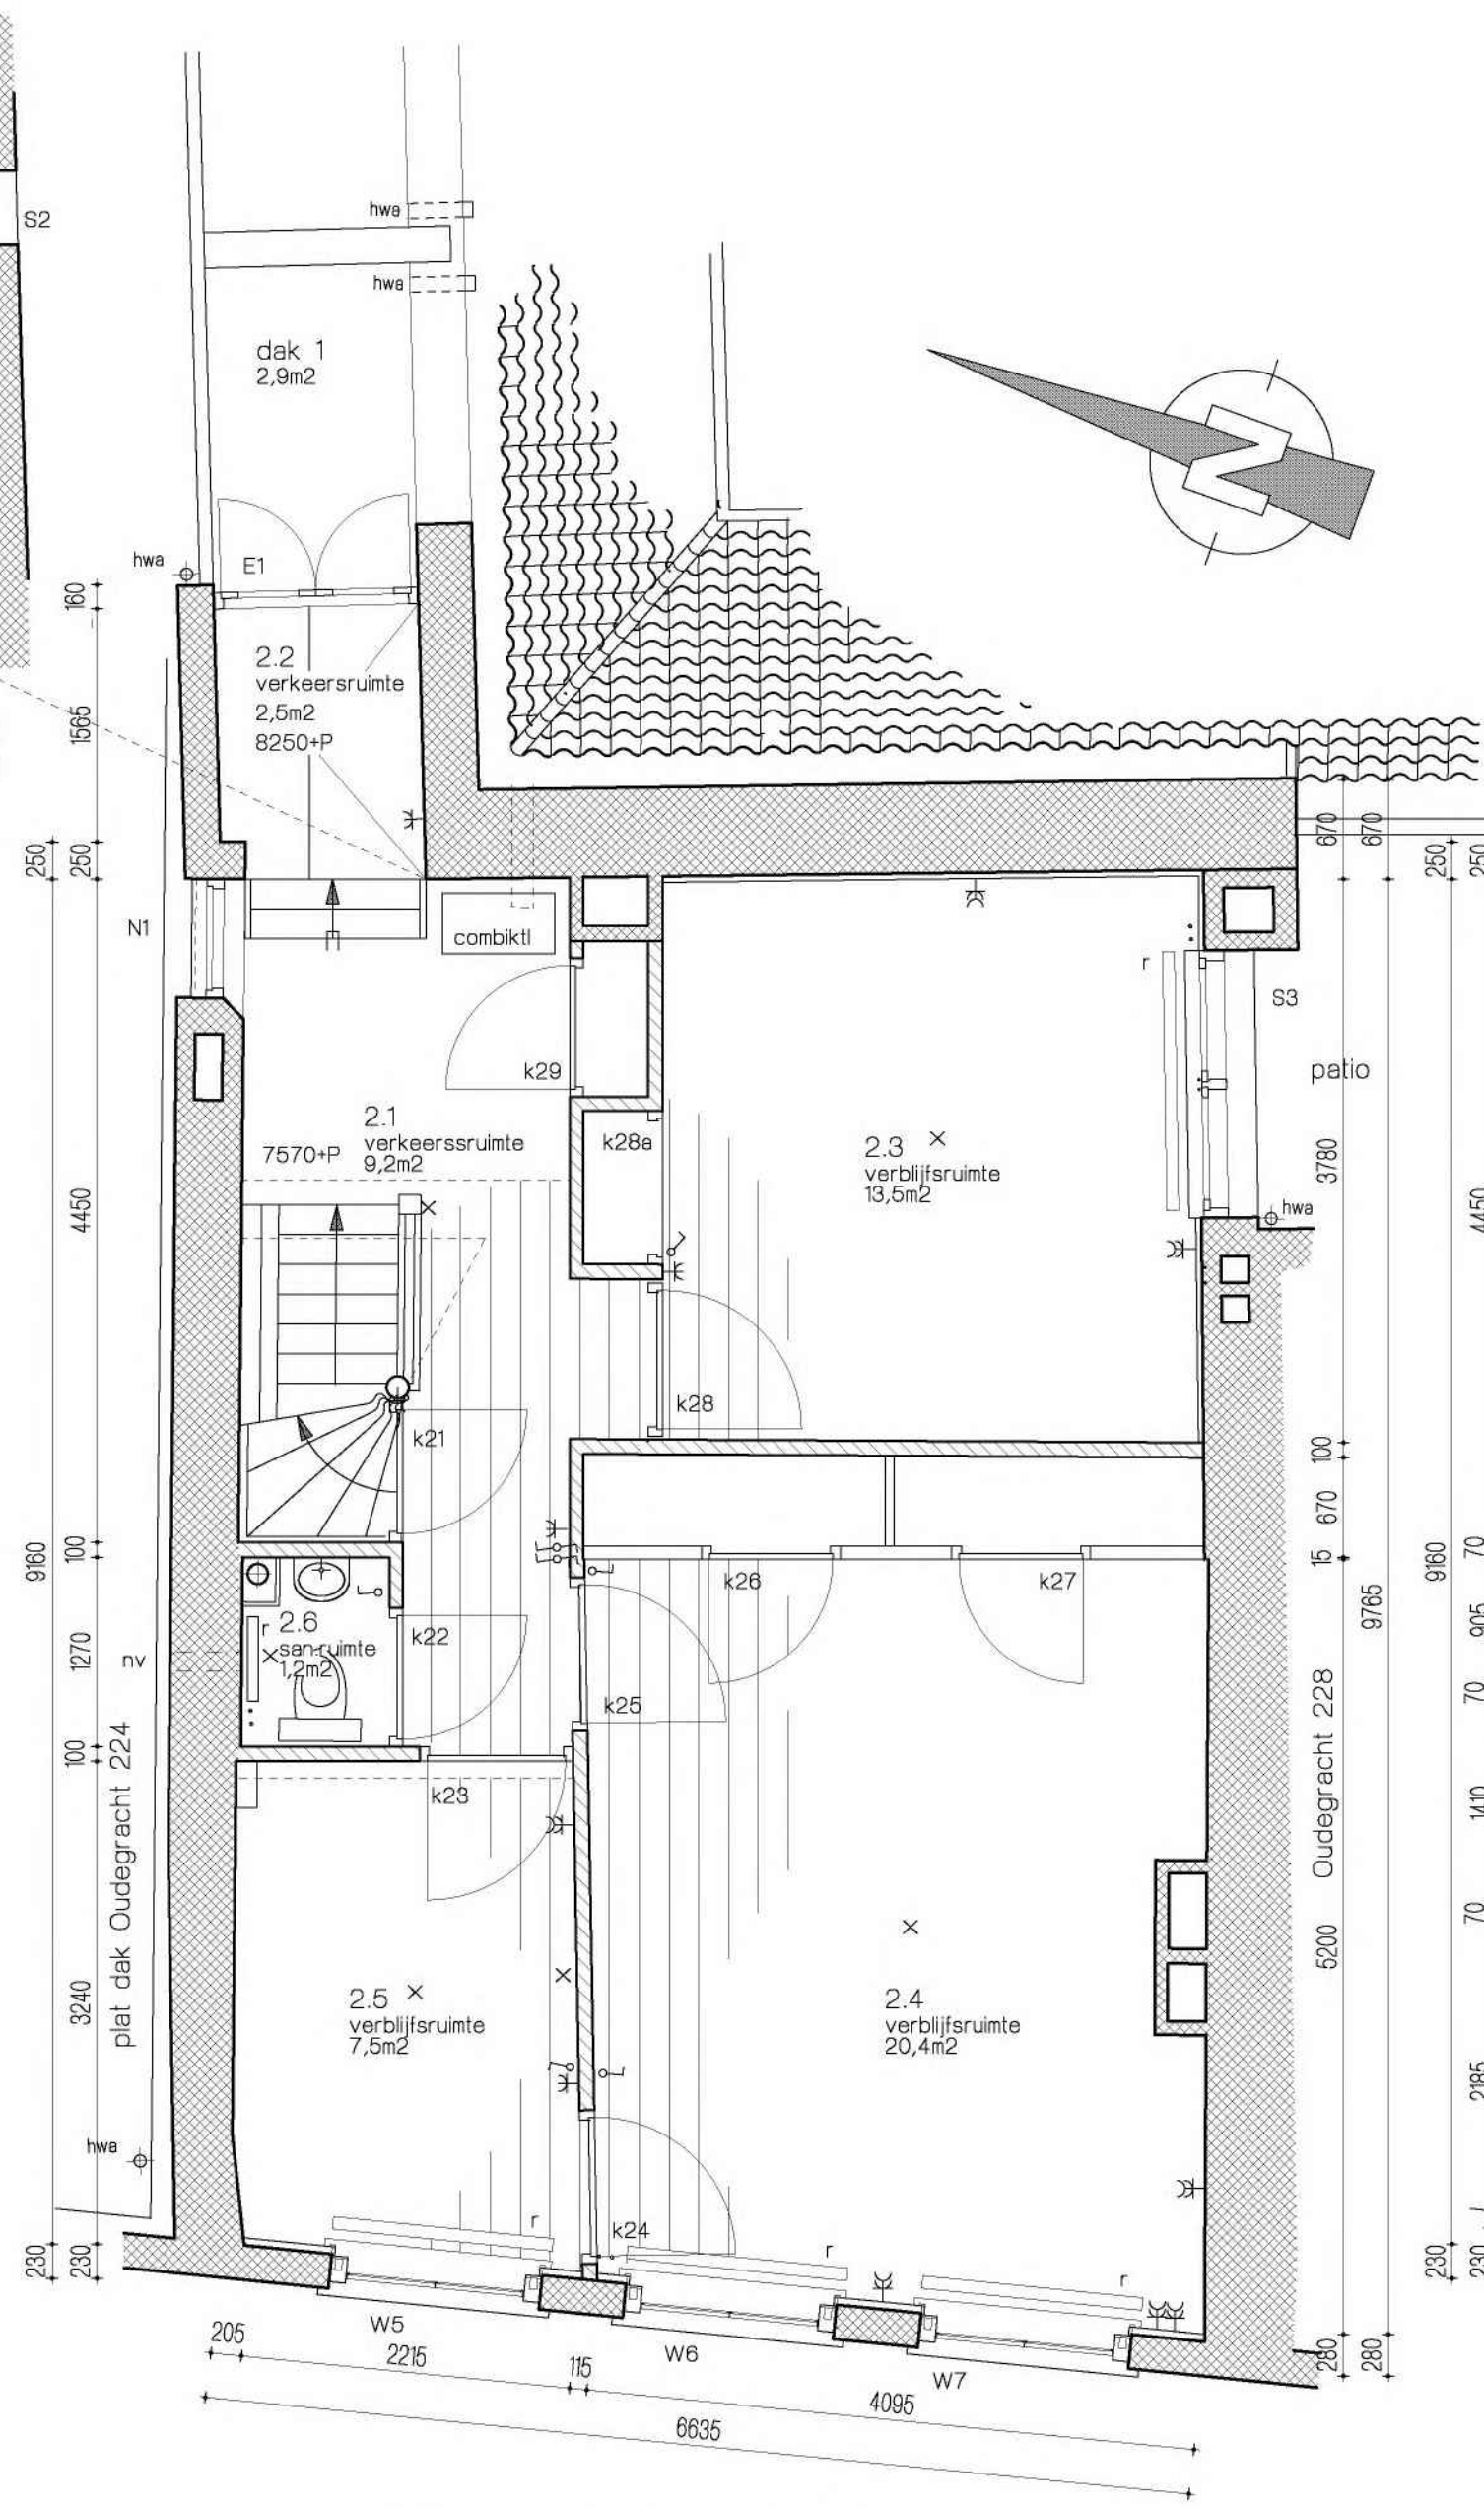 S2
hwa
hwa
dak 1
2,9m2
N
hwa
E1
160
2.2
verkeersruimte
2,5m2
8250+P
1565
250
250
670
670
250
250
N1
combiktl
r
S3
k29
patio
2.1
verkeerssruimte
9,2m2
7570+P
k28a
2.3
verblijfsruimte
13,5m2
3780
4450
4450
hwa
k28
k21
100
670
15
9160
100
k26
k27
9765
9160
70
905
70
1410
70
2185
2.6
r
san.ruimte
1,2m2
k22
1270
nv
k25
100
k23
plat dak Oudegracht 224
Oudegracht 228
5200
3240
2.5
verblijfsruimte
7,5m2
2.4
verblijfsruimte
20,4m2
hwa
r
k24
r
r
230
230
230
230
280
280
W5
W6
W7
205
2215
115
4095
6635